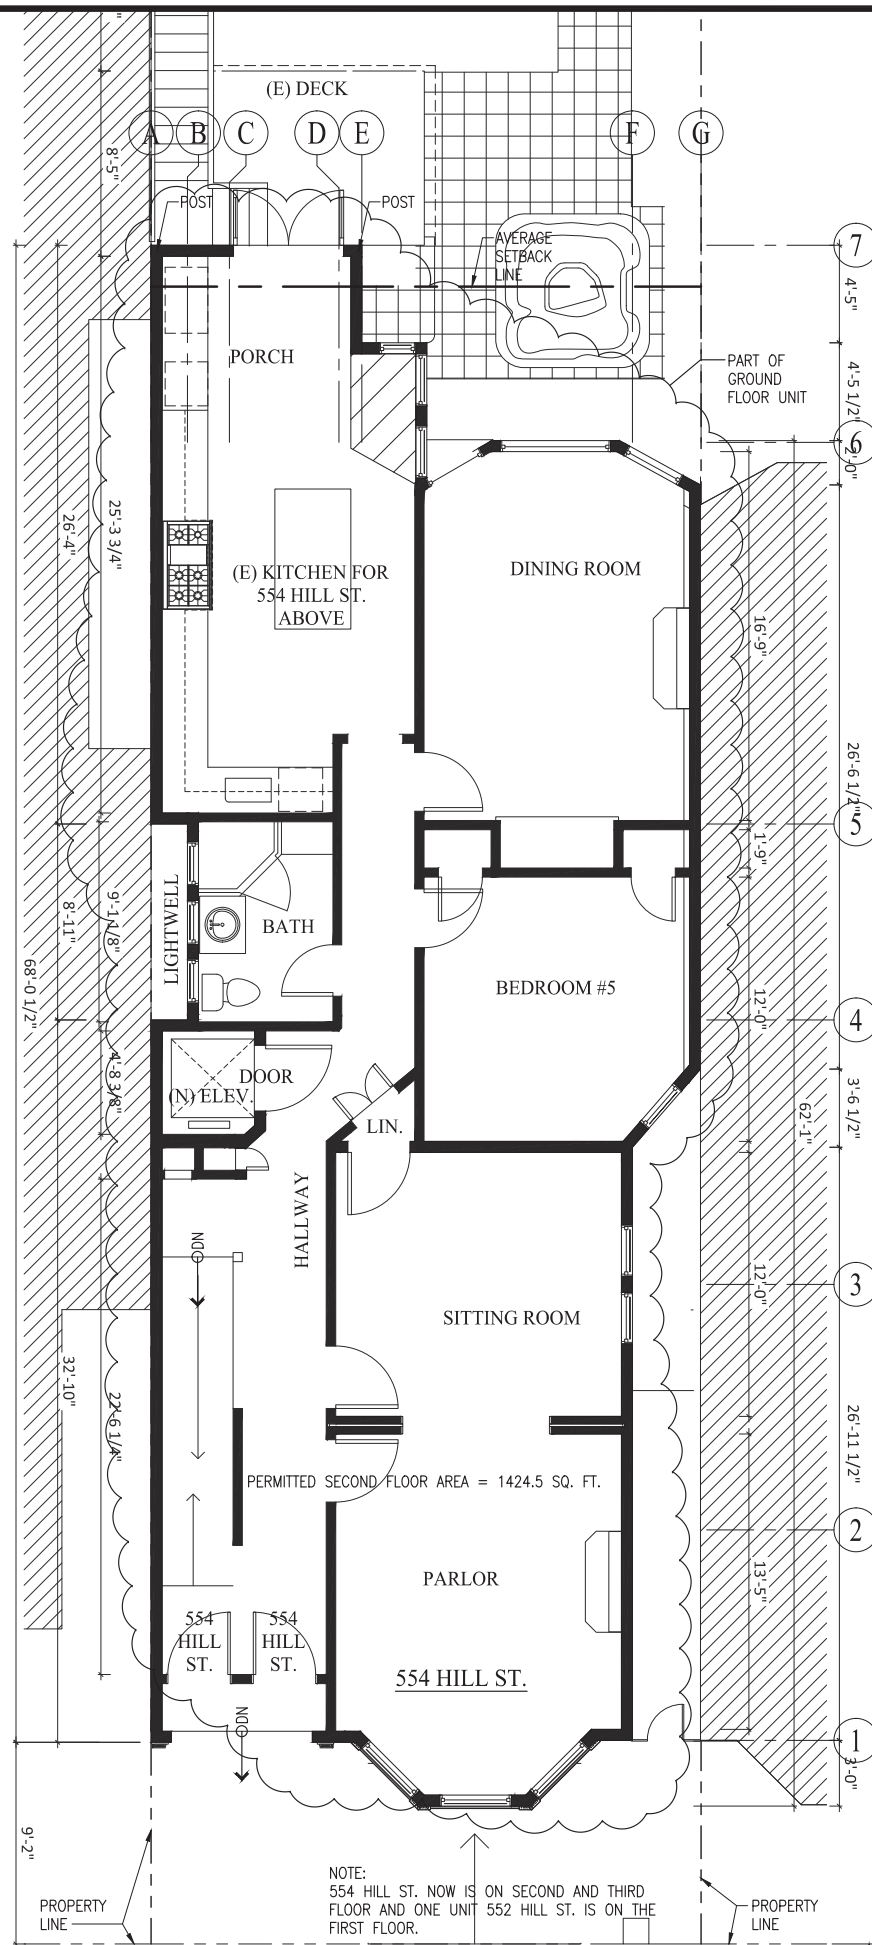 (E) DECK
A
B
C
D
E
F
G
8'-5"
POST
POST
AVERAGE
SETBACK
LINE
7
4'-5"
PORCH
PART OF
GROUND
FLOOR UNIT
4'-5 1/2"
6
2'-0"
25'-3 3/4"
26'-4"
(E) KITCHEN FOR
554 HILL ST.
ABOVE
DINING ROOM
16'-9"
26'-6 1/2"
5
1'-9"
LIGHTWELL
9'-1 1/8"
8'-11"
68'-0 1/2"
BATH
BEDROOM #5
12'-0"
4
4'-8 3/8"
DOOR
(N) ELEV.
LIN.
3'-6 1/2"
62'-1"
HALLWAY
DN
3
12'-0"
SITTING ROOM
32'-10"
22'-6 1/4"
26'-11 1/2"
PERMITTED SECOND FLOOR AREA = 1424.5 SQ. FT.
2
PARLOR
13'-5"
554
HILL
ST.
554
HILL
ST.
554 HILL ST.
DN
1
3'-0"
9'-2"
NOTE:
554 HILL ST. NOW IS ON SECOND AND THIRD
FLOOR AND ONE UNIT 552 HILL ST. IS ON THE
FIRST FLOOR.
PROPERTY
LINE
PROPERTY
LINE